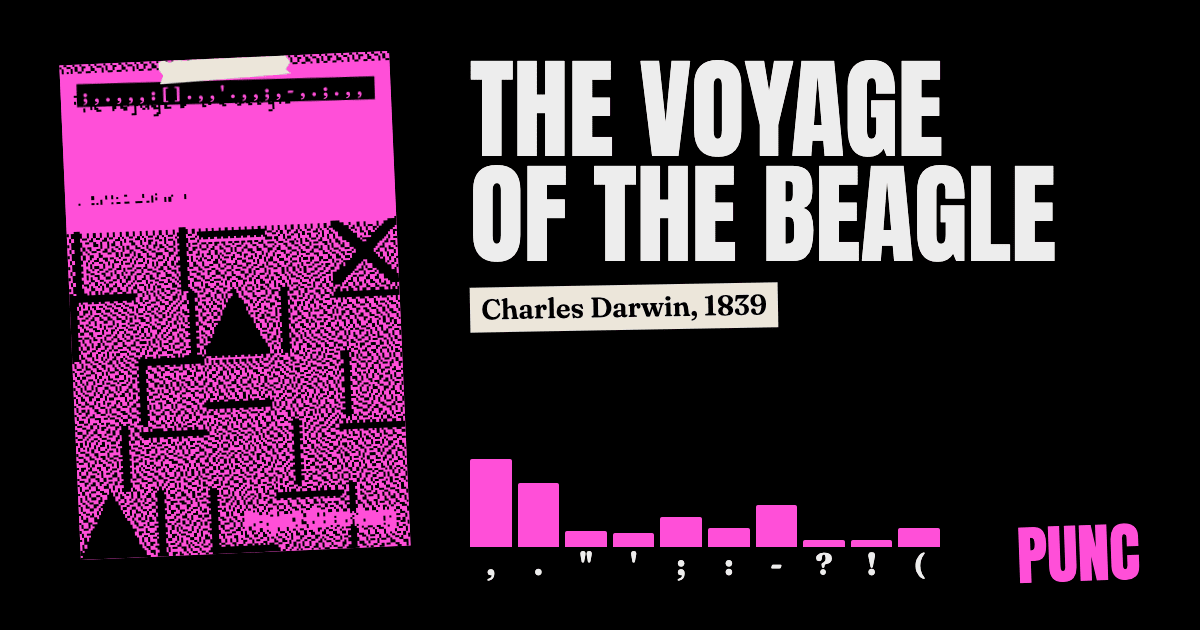 ;,.,,,:[].,,'.,,;,-,.;.,,
THE VOYAGE
OF THE BEAGLE
Charles Darwin, 1839
, . " ' ; : - ? ! (
PUNC